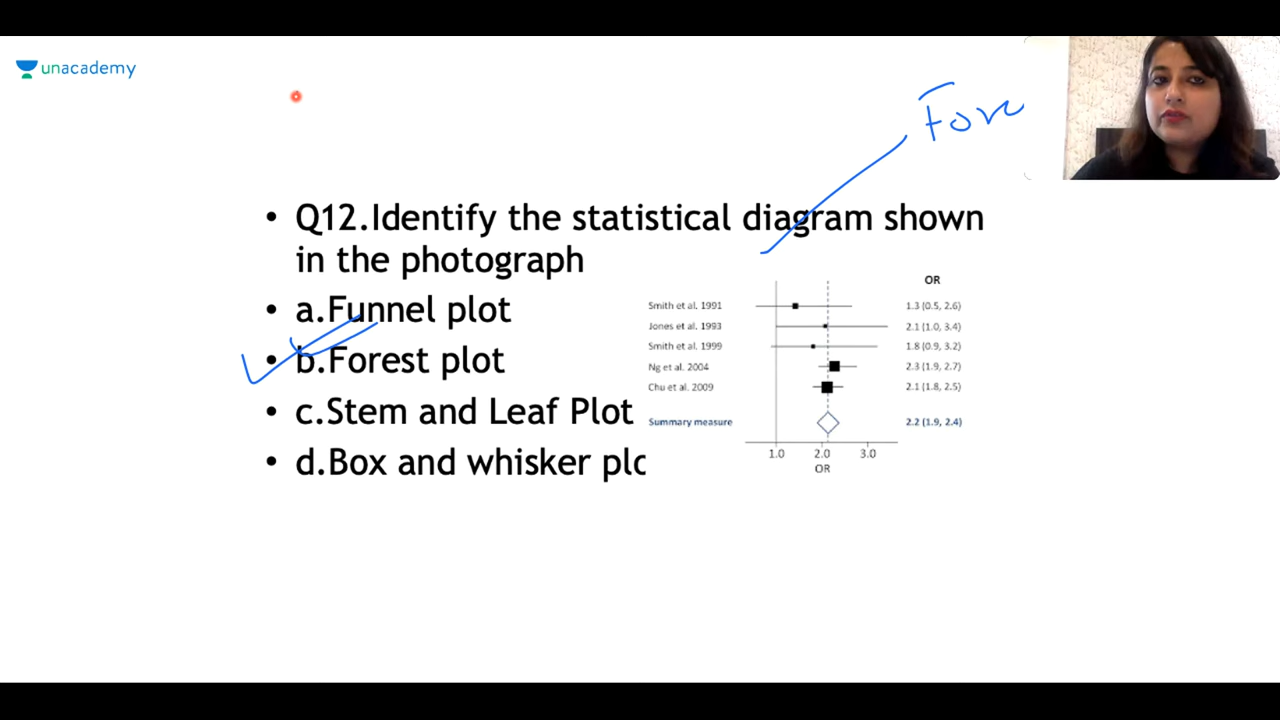 unacademy
Fore
• Q12.Identify the statistical diagram shown
in the photograph
• a.Funnel plot
• b.Forest plot
• c.Stem and Leaf Plot
• d.Box and whisker plo
OR
Smith et al. 1991 1.3 (0.5, 2.6)
Jones et al. 1993 2.1 (1.0, 3.4)
Smith et al. 1999 1.8 (0.9, 3.2)
Ng et al. 2004 2.3 (1.9, 2.7)
Chu et al. 2009 2.1 (1.8, 2.5)
Summary measure 2.2 (1.9, 2.4)
1.0 2.0 3.0
OR